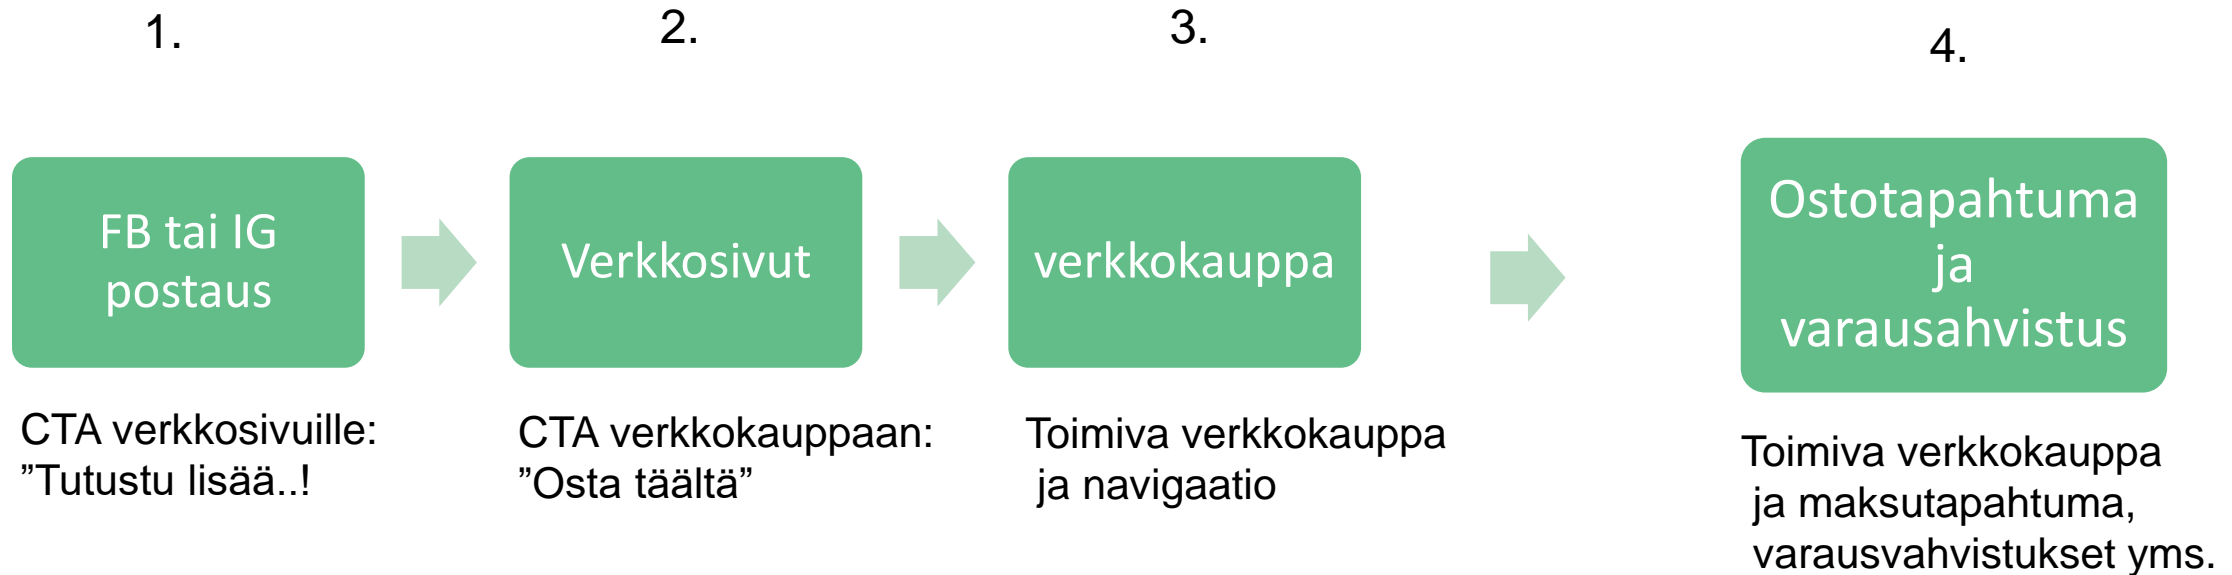 1.
2.
3.
4.
FB tai IG
postaus
Verkkosivut
verkkokauppa
Ostotapahtuma
ja
varausahvistus
CTA verkkosivuille:
”Tutustu lisää..!
CTA verkkokauppaan:
”Osta täältä”
Toimiva verkkokauppa
ja navigaatio
Toimiva verkkokauppa
ja maksutapahtuma,
varausvahvistukset yms.